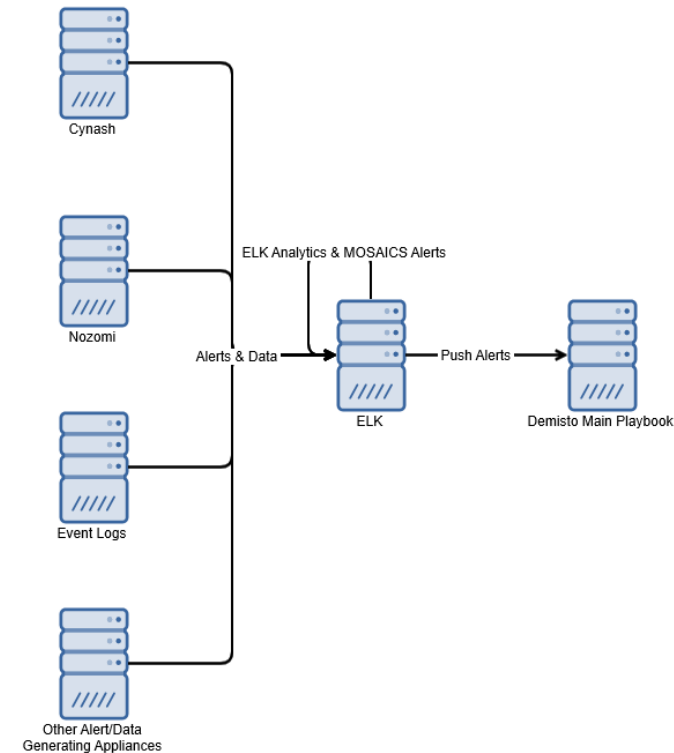 Cynash
Nozomi
ELK Analytics & MOSAICS Alerts
Alerts & Data
Push Alerts
ELK
Demisto Main Playbook
Event Logs
Other Alert/Data
Generating Appliances